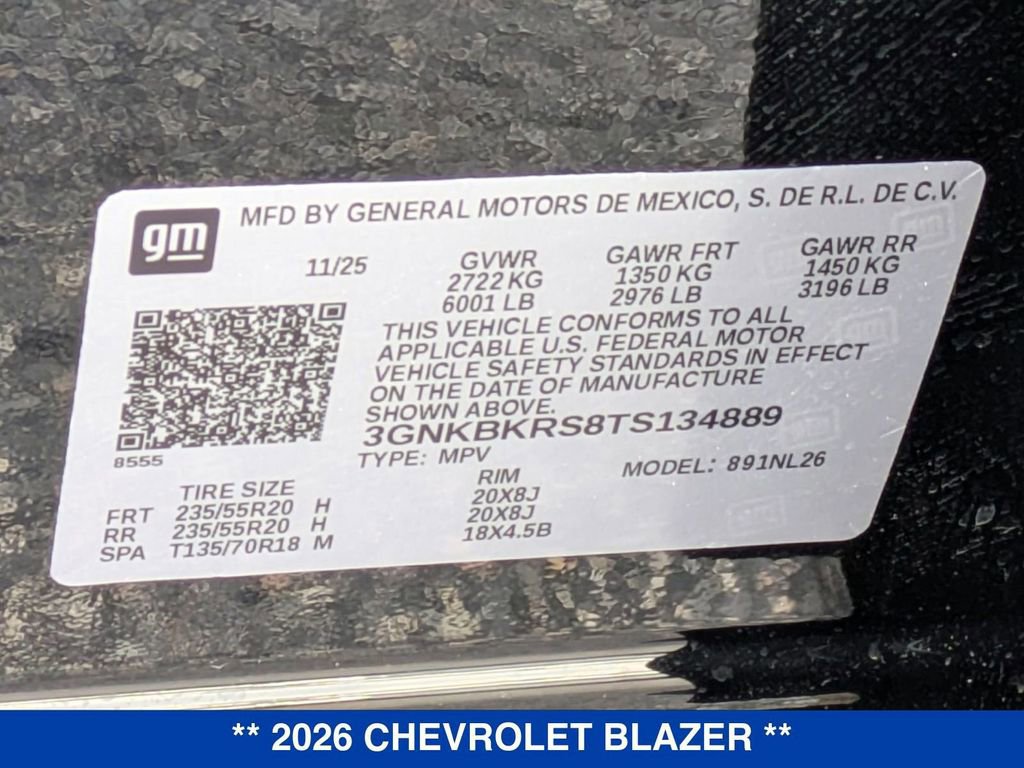 gm
MFD BY GENERAL MOTORS DE MEXICO, S. DE R.L. DE C.V.
11/25
GVWR
2722 KG
6001 LB
GAWR FRT
1350 KG
2976 LB
GAWR RR
1450 KG
3196 LB
THIS VEHICLE CONFORMS TO ALL
APPLICABLE U.S. FEDERAL MOTOR
VEHICLE SAFETY STANDARDS IN EFFECT
ON THE DATE OF MANUFACTURE
SHOWN ABOVE.
3GNKBKRS8TS134889
8555
TYPE: MPV
MODEL: 891NL26
TIRE SIZE RIM
FRT 235/55R20 H 20X8J
RR 235/55R20 H 20X8J
SPA T135/70R18 M 18X4.5B
** 2026 CHEVROLET BLAZER **